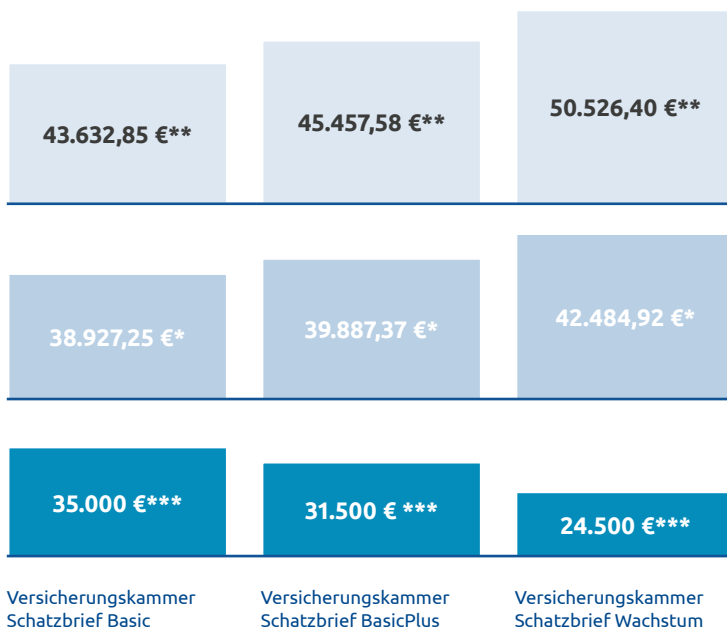 43.632,85 €**
45.457,58 €**
50.526,40 €**
38.927,25 €*
39.887,37 €*
42.484,92 €*
35.000 €***
31.500 € ***
24.500 €***
Versicherungskammer
Schatzbrief Basic
Versicherungskammer
Schatzbrief BasicPlus
Versicherungskammer
Schatzbrief Wachstum